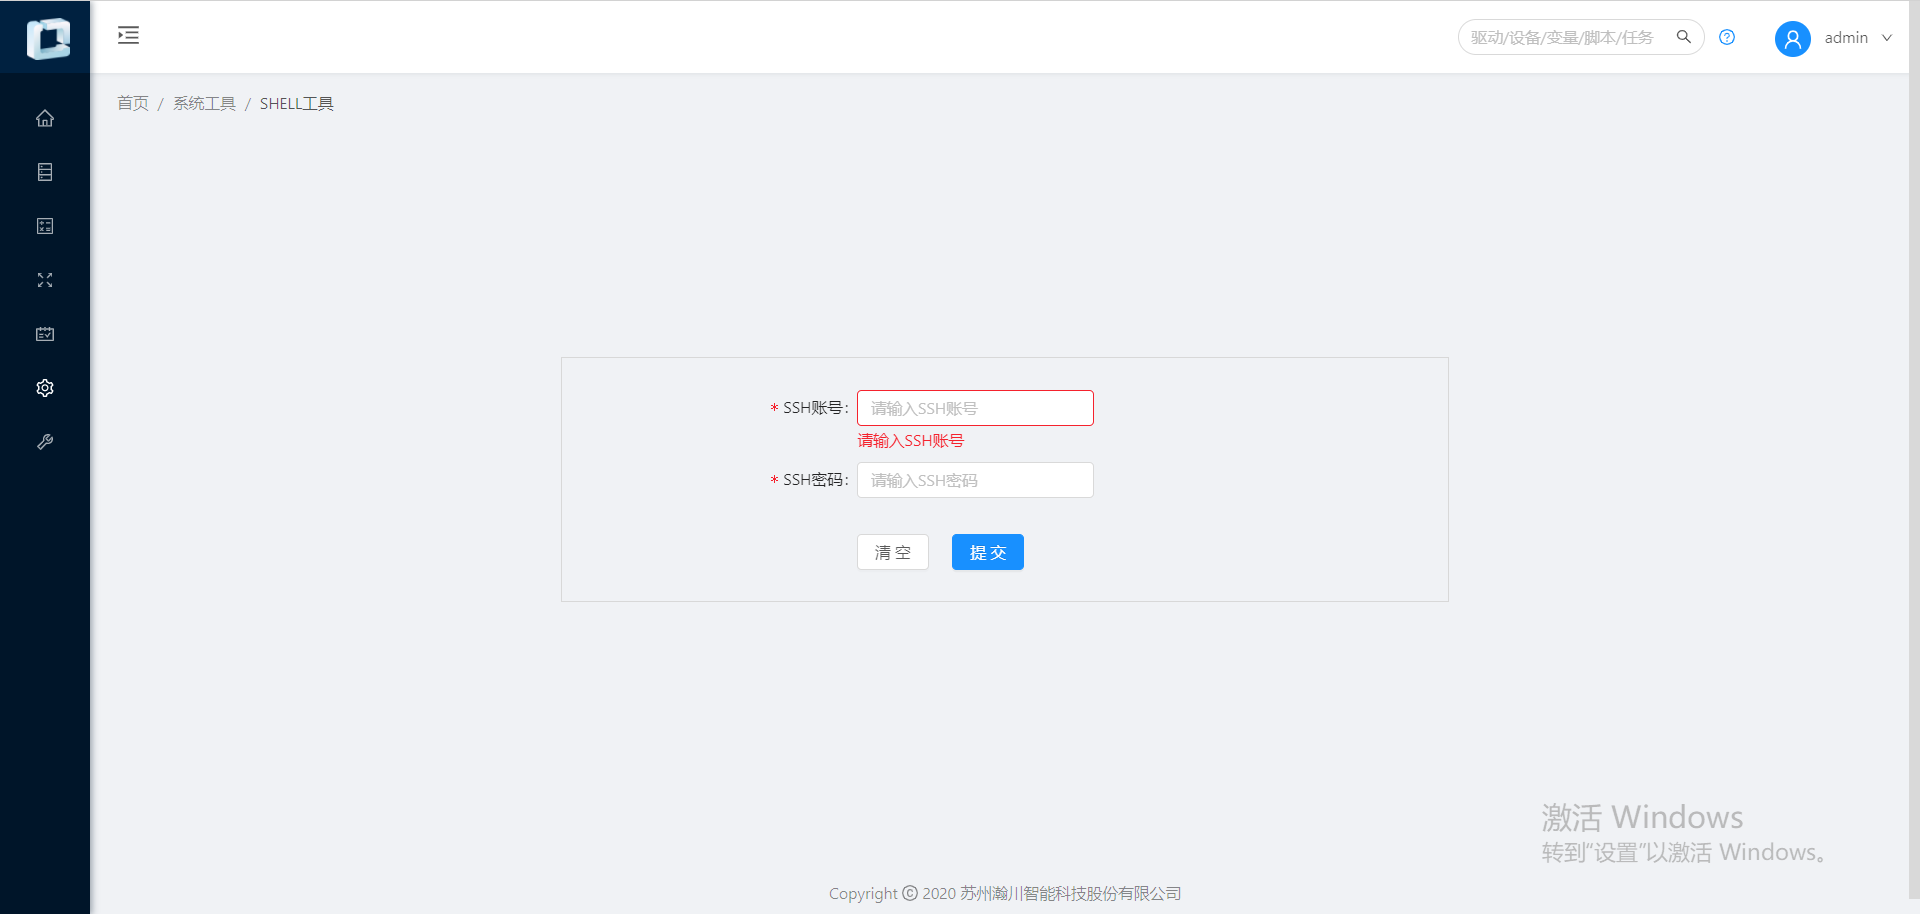 驱动/设备/变量/脚本/任务
admin
首页 / 系统工具 / SHELL工具
* SSH账号: 请输入SSH账号
请输入SSH账号
* SSH密码: 请输入SSH密码
清 空 提 交
激活 Windows
转到“设置”以激活 Windows。
Copyright © 2020 苏州瀚川智能科技股份有限公司